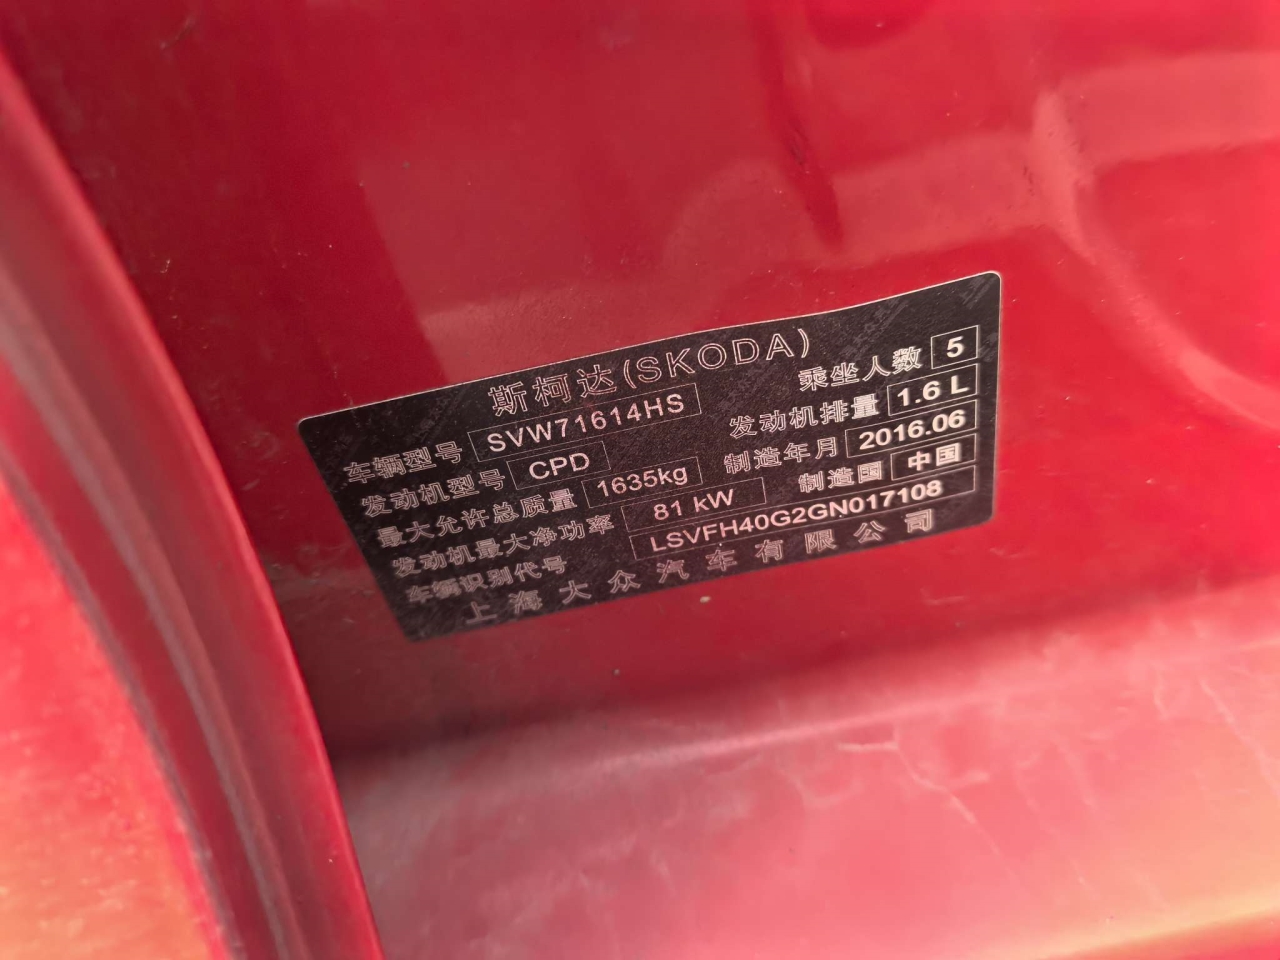 斯柯达(SKODA)
车辆型号 SVW71614HS 乘坐人数 5
发动机型号 CPD 发动机排量 1.6 L
最大允许总质量 1635kg 制造年月 2016.06
发动机最大净功率 81 kW 制造国 中国
车辆识别代号 LSVFH40G2GN017108
上海大众汽车有限公司